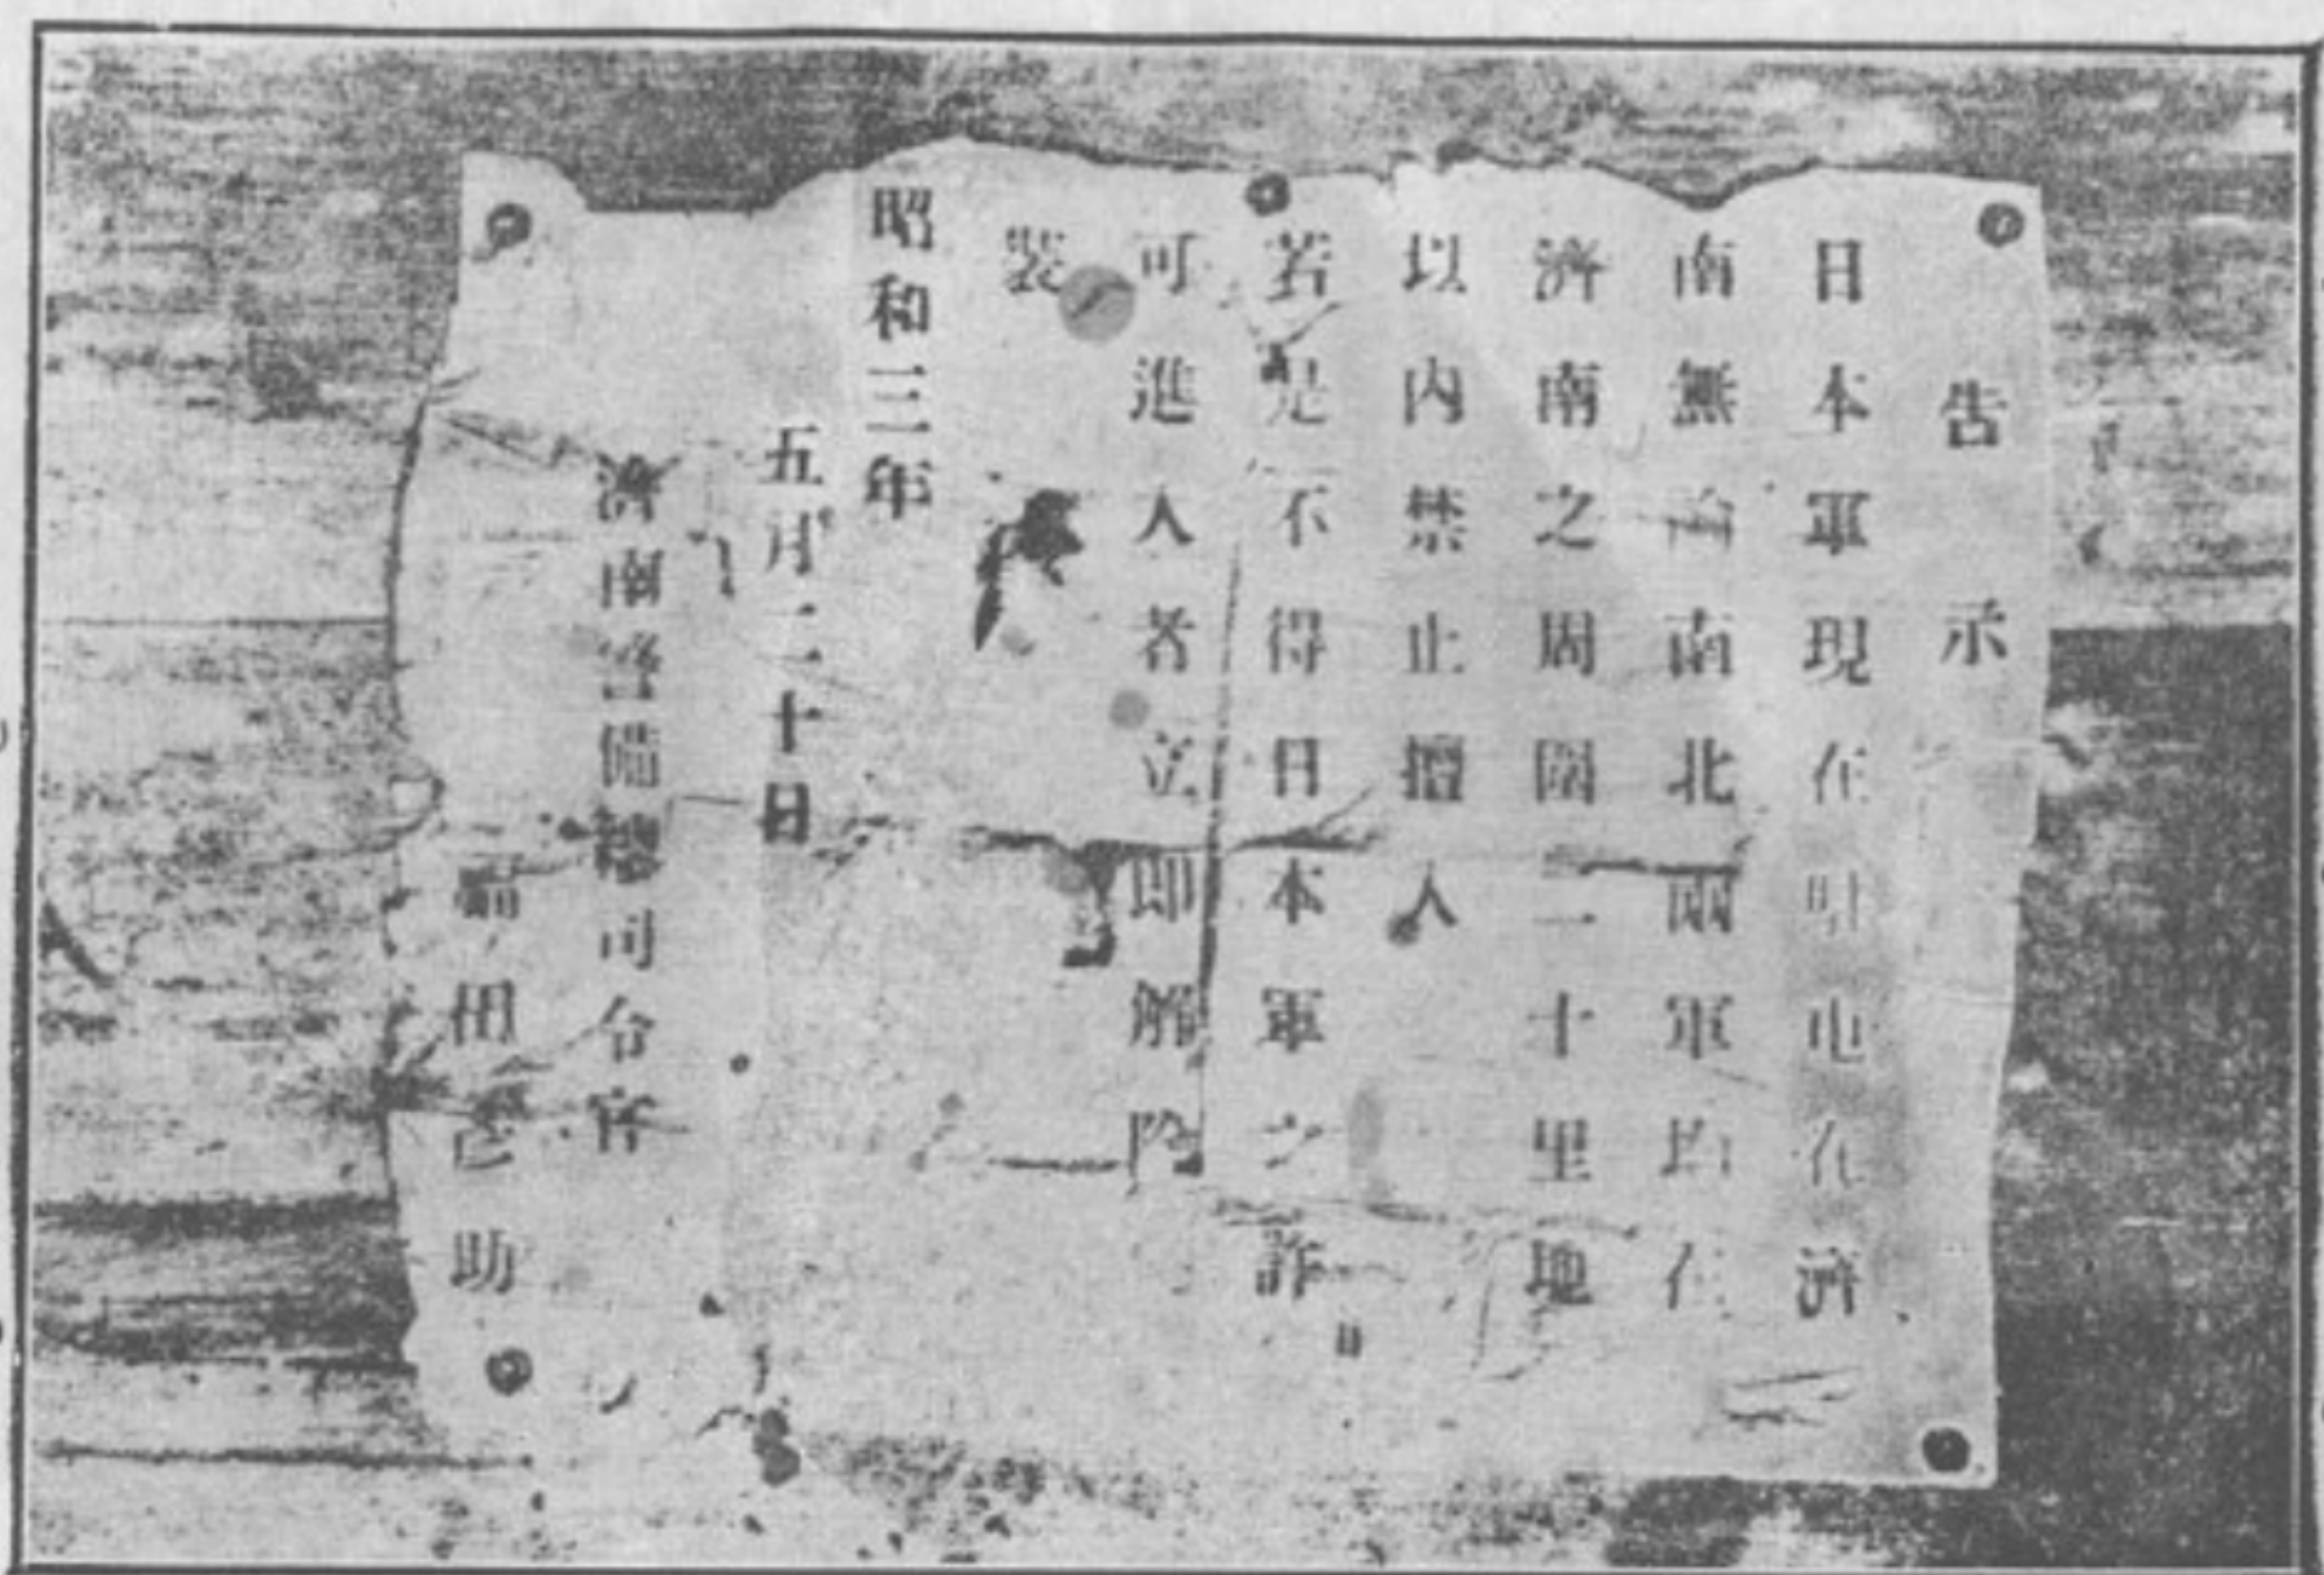 告示
日本軍現在駐屯在濟
南無論南北兩軍均在
濟南之周圍二十里地
以內禁止擅入
若是不得日本軍之許
可進入者立即解除
裝
昭和三年
五月二十日
濟南警備總司令官
福田彥助